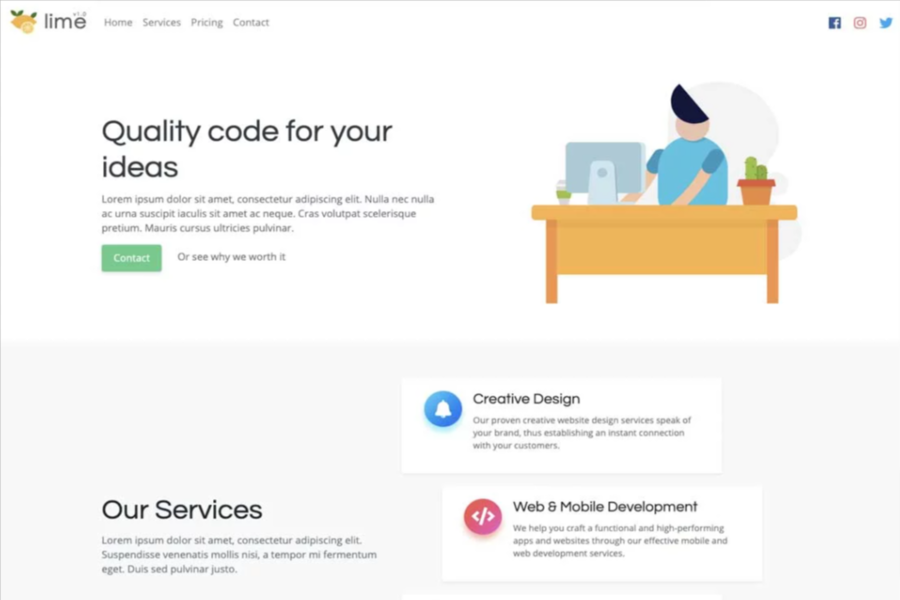 lime
v1.0
Home Services Pricing Contact
Quality code for your
ideas
Lorem ipsum dolor sit amet, consectetur adipiscing elit. Nulla nec nulla
ac urna suscipit iaculis sit amet ac neque. Cras volutpat scelerisque
pretium. Mauris cursus ultricies pulvinar.
Contact
Or see why we worth it
Creative Design
Our proven creative website design services speak of
your brand, thus establishing an instant connection
with your customers.
Our Services
Lorem ipsum dolor sit amet, consectetur adipiscing elit.
Suspendisse venenatis mollis nisi, a tempor mi fermentum
eget. Duis sed pulvinar justo.
Web & Mobile Development
We help you craft a functional and high-performing
apps and websites through our effective mobile and
web development services.